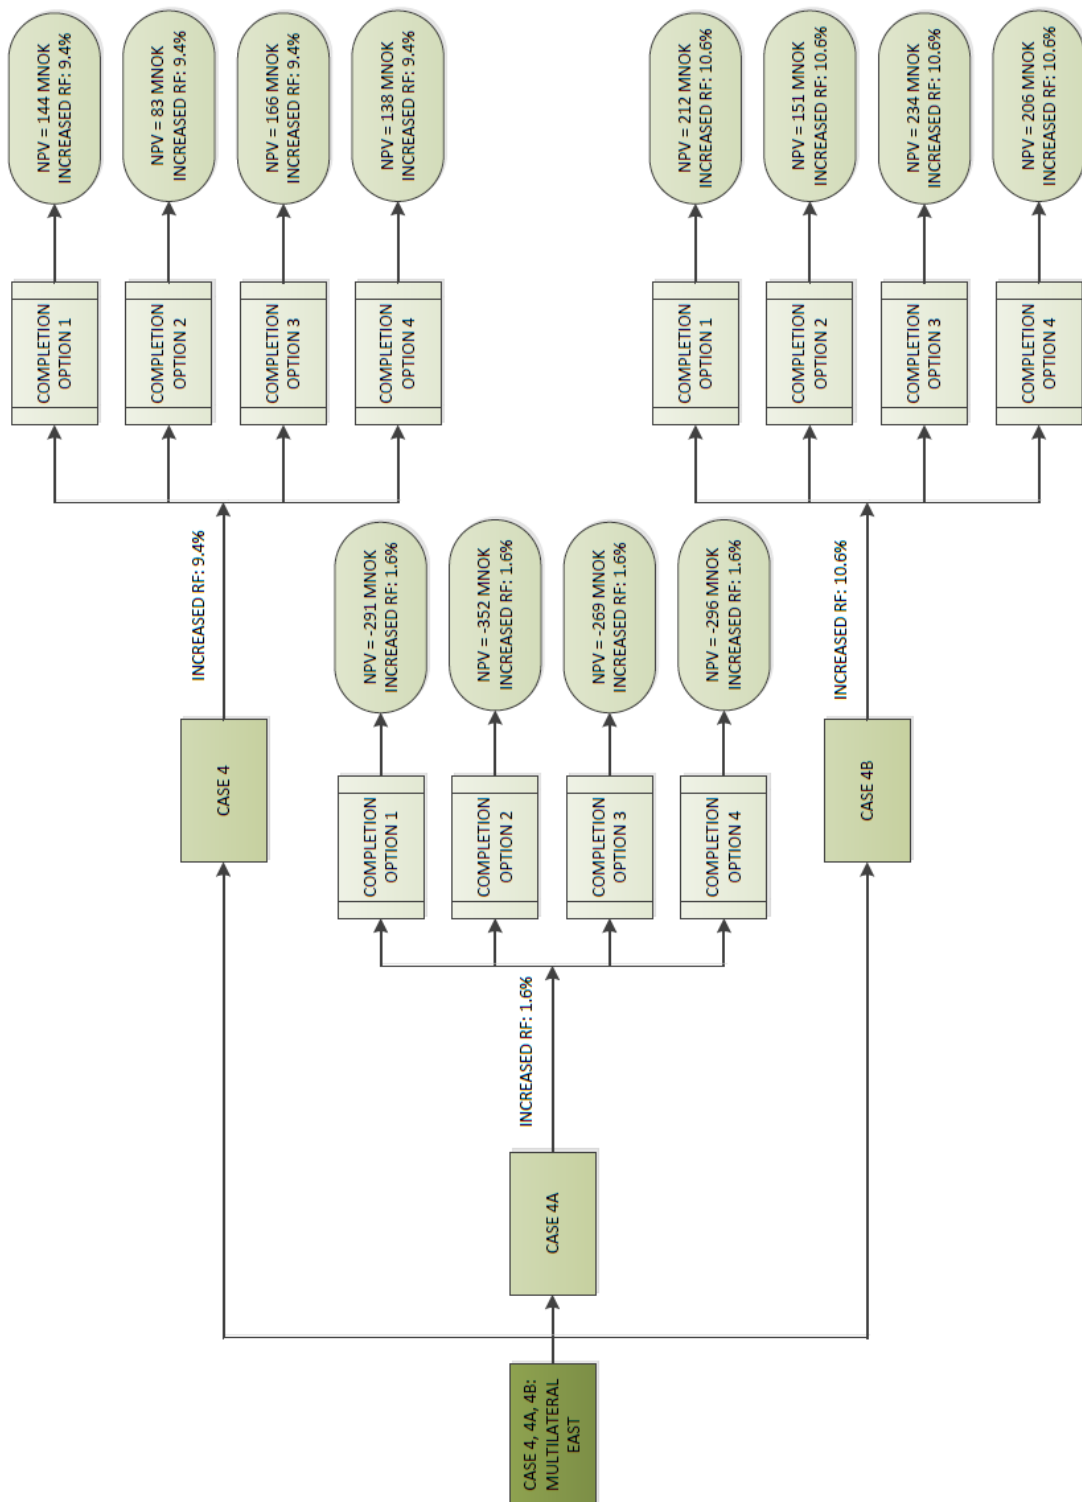 CASE 4, 4A, 4B:
MULTILATERAL
EAST
CASE 4
INCREASED RF: 9.4%
COMPLETION
OPTION 1
NPV = 144 MNOK
INCREASED RF: 9.4%
COMPLETION
OPTION 2
NPV = 83 MNOK
INCREASED RF: 9.4%
COMPLETION
OPTION 3
NPV = 166 MNOK
INCREASED RF: 9.4%
COMPLETION
OPTION 4
NPV = 138 MNOK
INCREASED RF: 9.4%
CASE 4A
INCREASED RF: 1.6%
COMPLETION
OPTION 1
NPV = -291 MNOK
INCREASED RF: 1.6%
COMPLETION
OPTION 2
NPV = -352 MNOK
INCREASED RF: 1.6%
COMPLETION
OPTION 3
NPV = -269 MNOK
INCREASED RF: 1.6%
COMPLETION
OPTION 4
NPV = -296 MNOK
INCREASED RF: 1.6%
CASE 4B
INCREASED RF: 10.6%
COMPLETION
OPTION 1
NPV = 212 MNOK
INCREASED RF: 10.6%
COMPLETION
OPTION 2
NPV = 151 MNOK
INCREASED RF: 10.6%
COMPLETION
OPTION 3
NPV = 234 MNOK
INCREASED RF: 10.6%
COMPLETION
OPTION 4
NPV = 206 MNOK
INCREASED RF: 10.6%